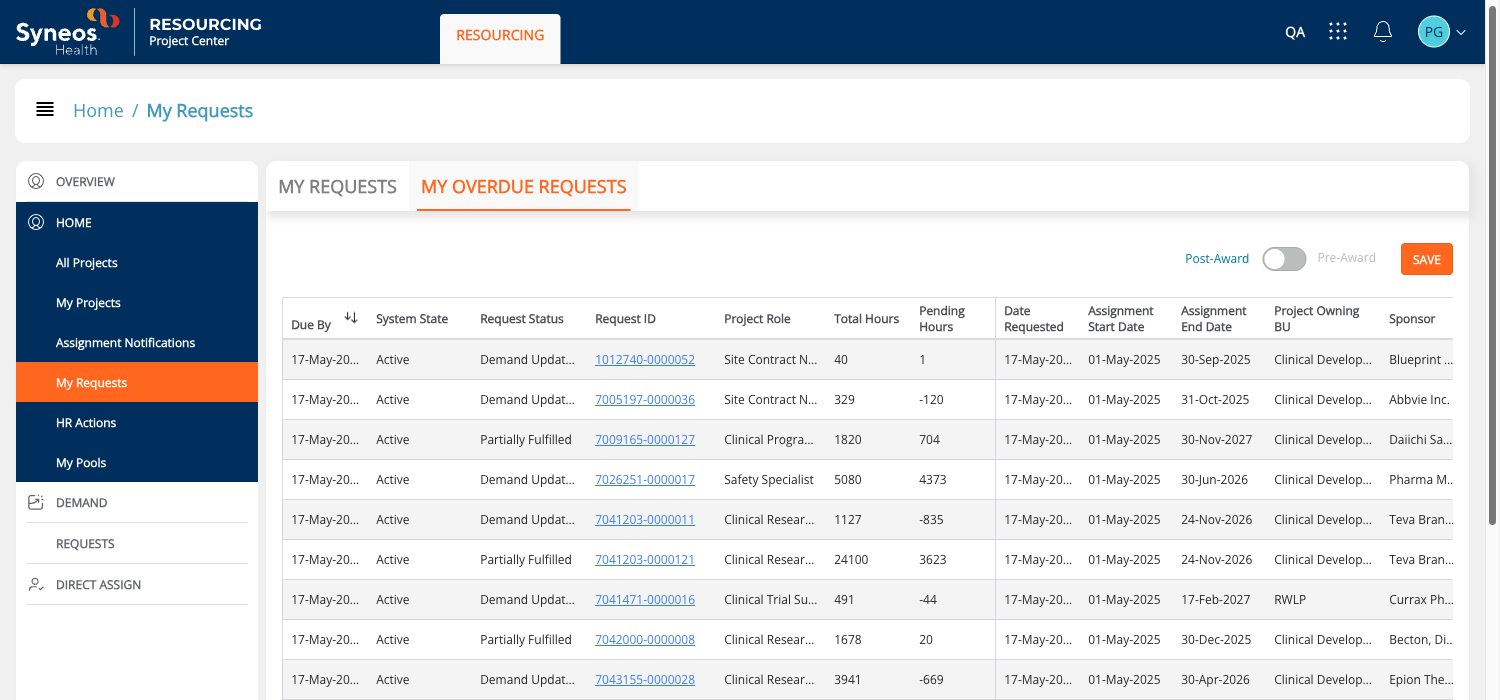 Syneos
Health
RESOURCING
Project Center
RESOURCING
QA
PG
Home / My Requests
OVERVIEW
HOME
All Projects
My Projects
Assignment Notifications
My Requests
HR Actions
My Pools
DEMAND
REQUESTS
DIRECT ASSIGN
MY REQUESTS MY OVERDUE REQUESTS
Post-Award Pre-Award SAVE
Due By System State Request Status Request ID Project Role Total Hours Pending Hours Date Requested Assignment Start Date Assignment End Date Project Owning BU Sponsor
17-May-20... Active Demand Updat... 1012740-0000052 Site Contract N... 40 1 17-May-20... 01-May-2025 30-Sep-2025 Clinical Develop... Blueprint ...
17-May-20... Active Demand Updat... 7005197-0000036 Site Contract N... 329 -120 17-May-20... 01-May-2025 31-Oct-2025 Clinical Develop... Abbvie Inc.
17-May-20... Active Partially Fulfilled 7009165-0000127 Clinical Progra... 1820 704 17-May-20... 01-May-2025 30-Nov-2027 Clinical Develop... Daiichi Sa...
17-May-20... Active Demand Updat... 7026251-0000017 Safety Specialist 5080 4373 17-May-20... 01-May-2025 30-Jun-2026 Clinical Develop... Pharma M...
17-May-20... Active Demand Updat... 7041203-0000011 Clinical Resear... 1127 -835 17-May-20... 01-May-2025 24-Nov-2026 Clinical Develop... Teva Bran...
17-May-20... Active Partially Fulfilled 7041203-0000121 Clinical Resear... 24100 3623 17-May-20... 01-May-2025 24-Nov-2026 Clinical Develop... Teva Bran...
17-May-20... Active Demand Updat... 7041471-0000016 Clinical Trial Su... 491 -44 17-May-20... 01-May-2025 17-Feb-2027 RWLP Currax Ph...
17-May-20... Active Partially Fulfilled 7042000-0000008 Clinical Resear... 1678 20 17-May-20... 01-May-2025 30-Dec-2025 Clinical Develop... Becton, Di...
17-May-20... Active Demand Updat... 7043155-0000028 Clinical Resear... 3941 -669 17-May-20... 01-May-2025 30-Apr-2026 Clinical Develop... Epion The...